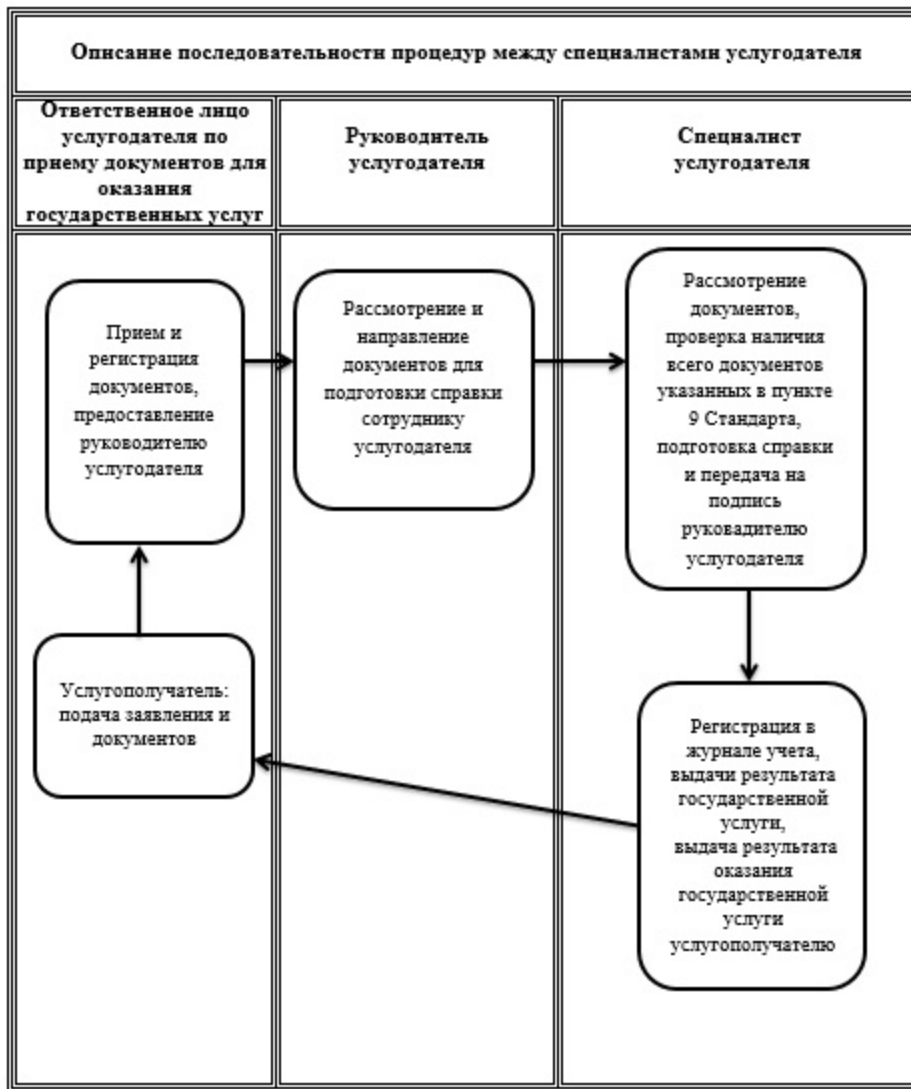 Описание последовательности процедур между специалистами услугодателя
Ответственное лицо
услугодателя по
приему документов для
оказания
государственных услуг
Руководитель
услугодателя
Специалист
услугодателя
Прием и
регистрация
документов,
предоставление
руководителю
услугодателя
Рассмотрение и
направление
документов для
подготовки справки
сотруднику
услугодателя
Рассмотрение
документов,
проверка наличия
всего документов
указанных в пункте
9 Стандарта,
подготовка справки
и передача на
подпись
руковадителю
услугодателя
Услугополучатель:
подача заявления и
документов
Регистрация в
журнале учета,
выдачи результата
государственной
услуги,
выдача результата
оказания
государственной
услуги
услугополучателю